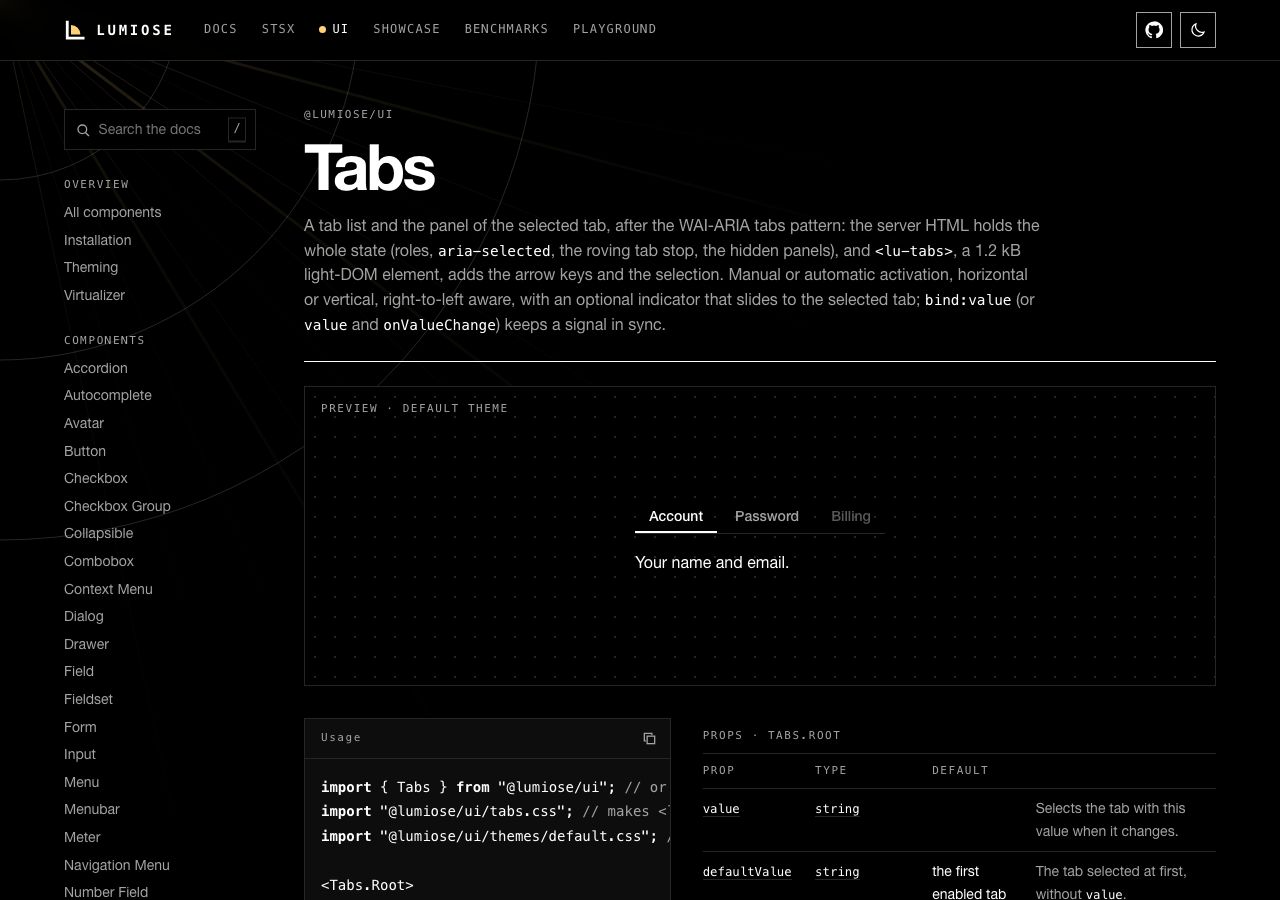 LUMIOSE DOCS STSX UI SHOWCASE BENCHMARKS PLAYGROUND
Search the docs /
OVERVIEW
All components
Installation
Theming
Virtualizer
COMPONENTS
Accordion
Autocomplete
Avatar
Button
Checkbox
Checkbox Group
Collapsible
Combobox
Context Menu
Dialog
Drawer
Field
Fieldset
Form
Input
Menu
Menubar
Meter
Navigation Menu
Number Field
@LUMIOSE/UI
Tabs
A tab list and the panel of the selected tab, after the WAI-ARIA tabs pattern: the server HTML holds the
whole state (roles, aria-selected, the roving tab stop, the hidden panels), and <lu-tabs>, a 1.2 kB
light-DOM element, adds the arrow keys and the selection. Manual or automatic activation, horizontal
or vertical, right-to-left aware, with an optional indicator that slides to the selected tab; bind:value (or
value and onValueChange) keeps a signal in sync.
PREVIEW · DEFAULT THEME
Account Password Billing
Your name and email.
Usage
import { Tabs } from "@lumiose/ui"; // or
import "@lumiose/ui/tabs.css"; // makes <
import "@lumiose/ui/themes/default.css"; /
<Tabs.Root>
PROPS · TABS.ROOT
PROP TYPE DEFAULT
value string Selects the tab with this
value when it changes.
defaultValue string the first The tab selected at first,
enabled tab without value.